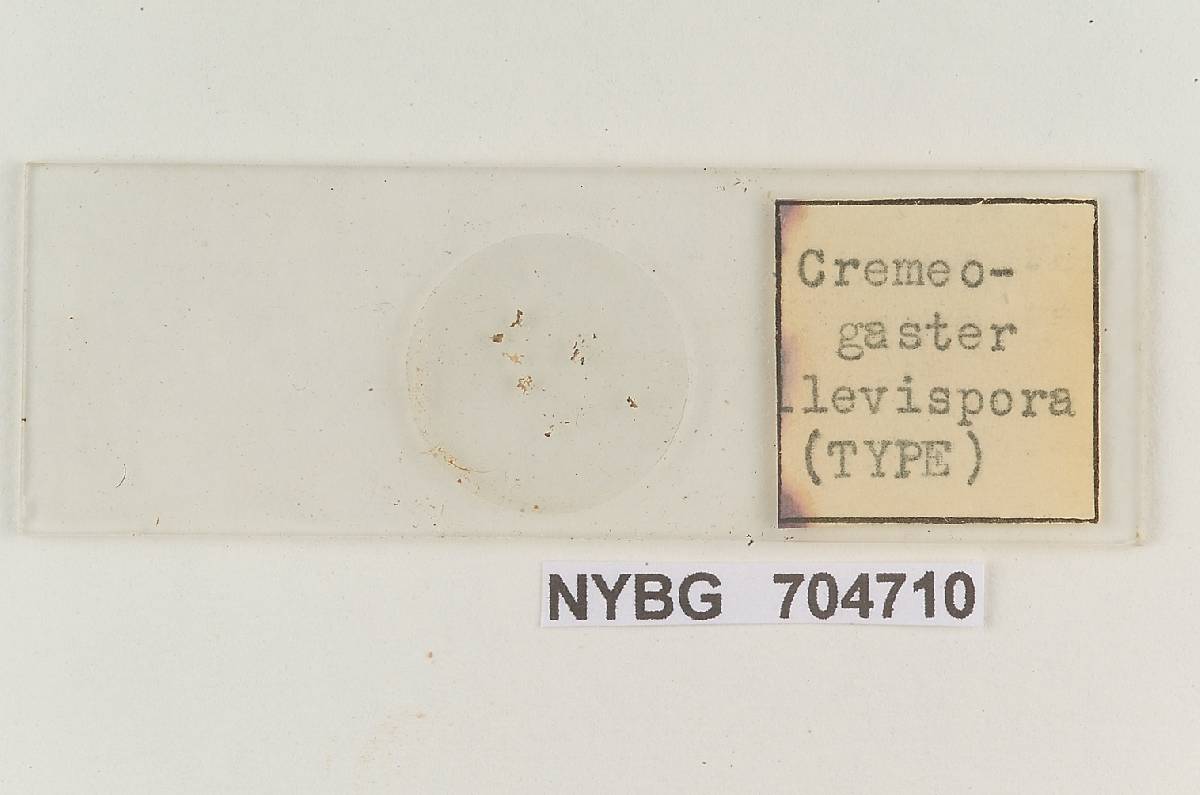 Cremeo-
gaster
levispora
(TYPE)
NYBG 704710